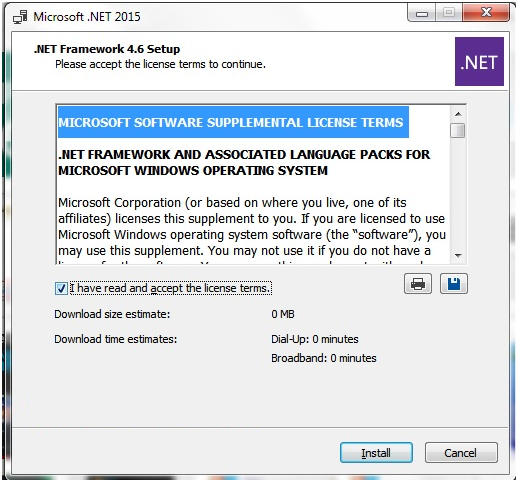 Microsoft .NET 2015
.NET Framework 4.6 Setup
Please accept the license terms to continue.
.NET
MICROSOFT SOFTWARE SUPPLEMENTAL LICENSE TERMS
.NET FRAMEWORK AND ASSOCIATED LANGUAGE PACKS FOR
MICROSOFT WINDOWS OPERATING SYSTEM
Microsoft Corporation (or based on where you live, one of its
affiliates) licenses this supplement to you. If you are licensed to use
Microsoft Windows operating system software (the “software”), you
may use this supplement. You may not use it if you do not have a
I have read and accept the license terms.
Download size estimate: 0 MB
Download time estimates: Dial-Up: 0 minutes
Broadband: 0 minutes
Install Cancel